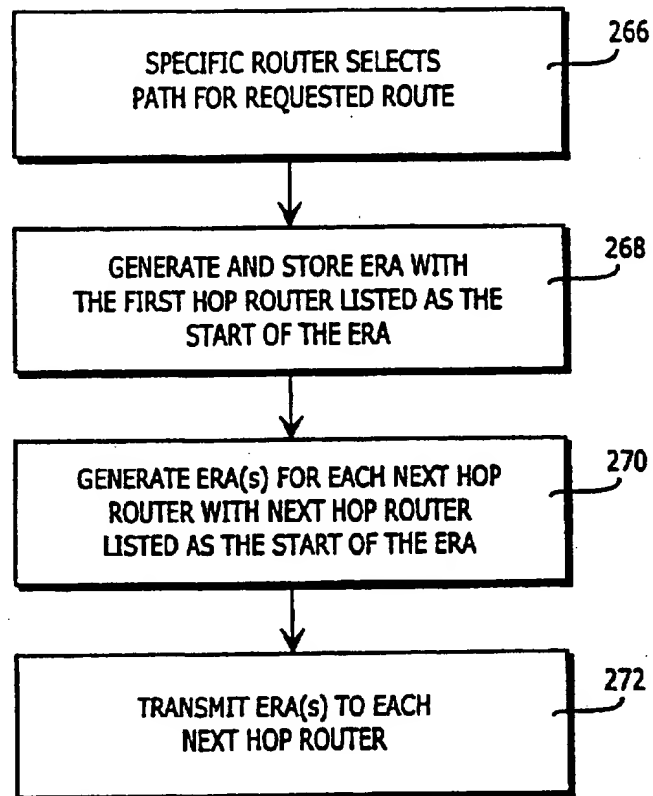 266
SPECIFIC ROUTER SELECTS
PATH FOR REQUESTED ROUTE
268
GENERATE AND STORE ERA WITH
THE FIRST HOP ROUTER LISTED AS THE
START OF THE ERA
270
GENERATE ERA(s) FOR EACH NEXT HOP
ROUTER WITH NEXT HOP ROUTER
LISTED AS THE START OF THE ERA
272
TRANSMIT ERA(s) TO EACH
NEXT HOP ROUTER